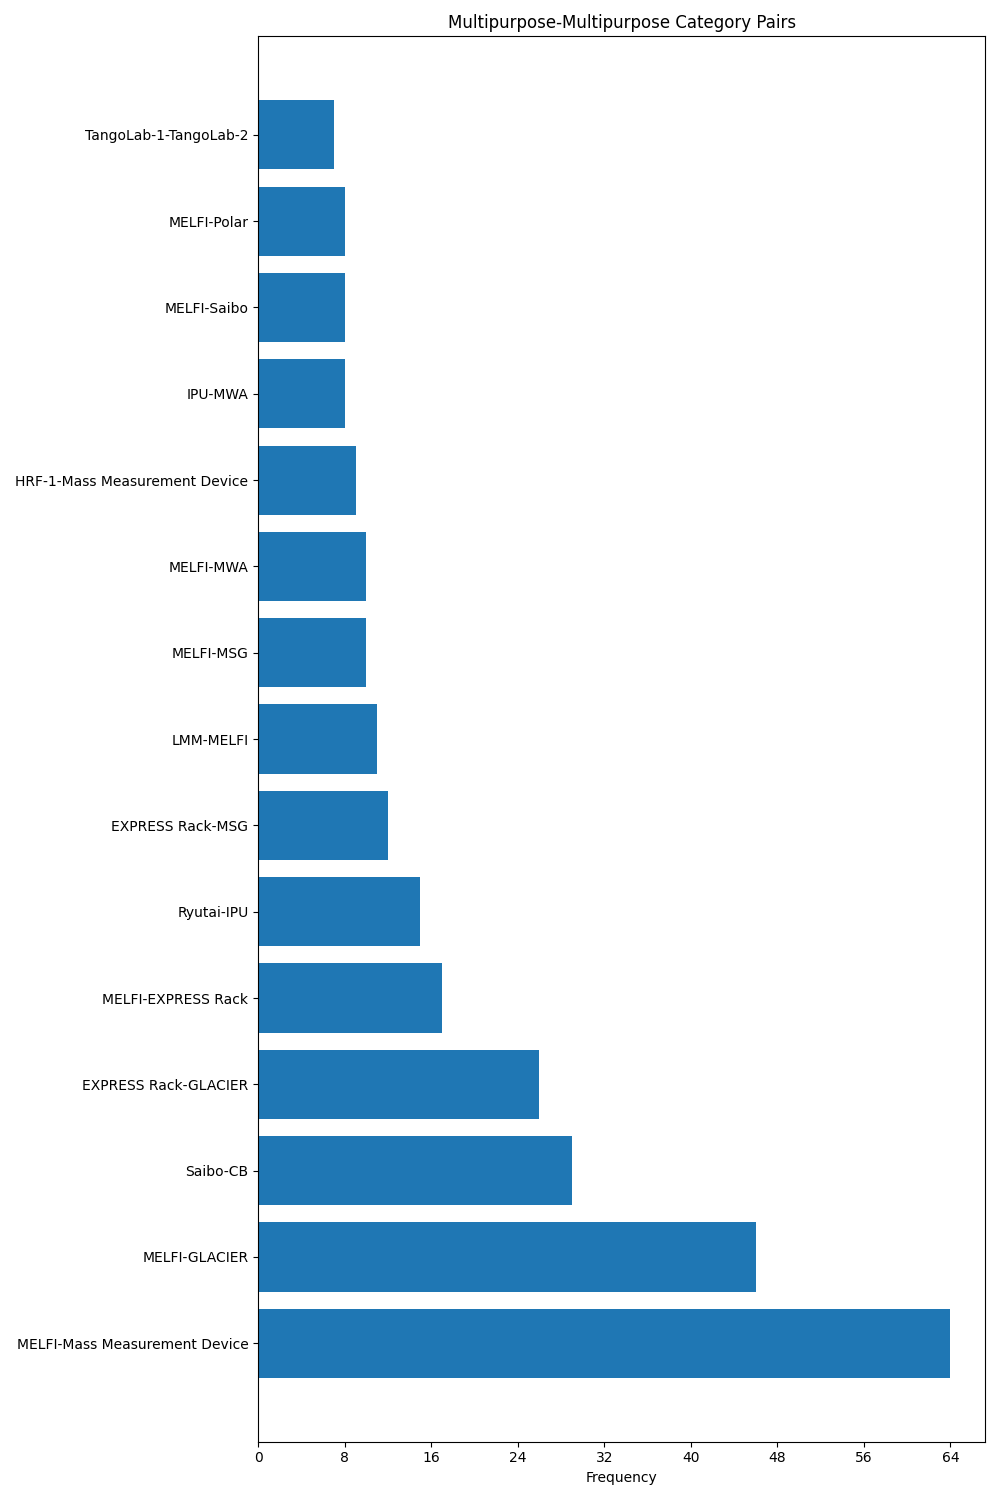 Multipurpose-Multipurpose Category Pairs
TangoLab-1-TangoLab-2
MELFI-Polar
MELFI-Saibo
IPU-MWA
HRF-1-Mass Measurement Device
MELFI-MWA
MELFI-MSG
LMM-MELFI
EXPRESS Rack-MSG
Ryutai-IPU
MELFI-EXPRESS Rack
EXPRESS Rack-GLACIER
Saibo-CB
MELFI-GLACIER
MELFI-Mass Measurement Device
0 8 16 24 32 40 48 56 64
Frequency